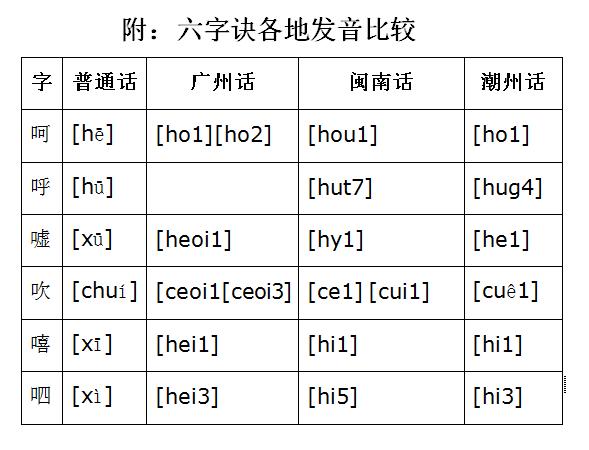 附：六字诀各地发音比较
字 普通话 广州话 闽南话 潮州话
呵 [hē] [ho1][ho2] [hou1] [ho1]
呼 [hū] [hut7] [hug4]
嘘 [xū] [heoi1] [hy1] [he1]
吹 [chuí] [ceoi1[ceoi3] [ce1] [cui1] [cuê1]
嘻 [xī] [hei1] [hi1] [hi1]
呬 [xì] [hei3] [hi5] [hi3]